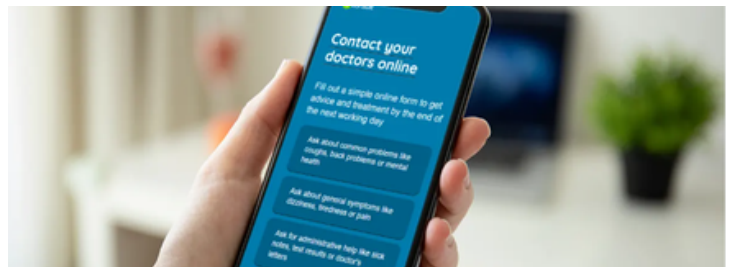 Contact your
doctors online
Fill out a simple online form to get
advice and treatment by the end of
the next working day
Ask about common problems like
coughs, back problems or mental
health
Ask about general symptoms like
dizziness, tiredness or pain
Ask for administrative help like sick
notes, test results or doctor's
letters